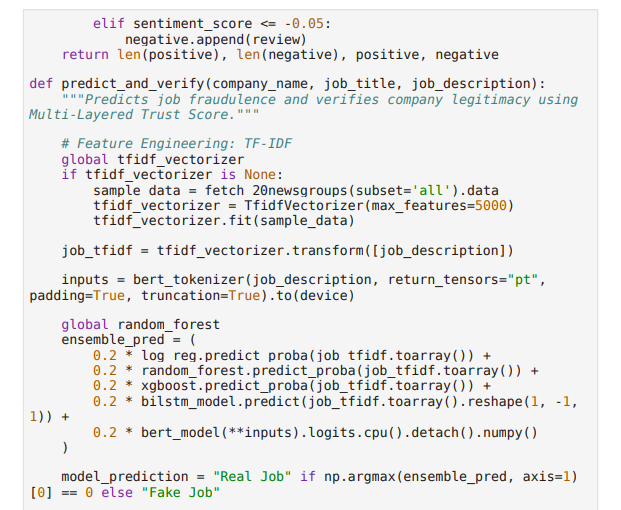 elif sentiment_score <= -0.05:
            negative.append(review)
    return len(positive), len(negative), positive, negative

def predict_and_verify(company_name, job_title, job_description):
    """Predicts job fraudulence and verifies company legitimacy using
Multi-Layered Trust Score."""

    # Feature Engineering: TF-IDF
    global tfidf_vectorizer
    if tfidf_vectorizer is None:
        sample_data = fetch_20newsgroups(subset='all').data
        tfidf_vectorizer = TfidfVectorizer(max_features=5000)
        tfidf_vectorizer.fit(sample_data)

    job_tfidf = tfidf_vectorizer.transform([job_description])

    inputs = bert_tokenizer(job_description, return_tensors="pt",
padding=True, truncation=True).to(device)

    global random_forest
    ensemble_pred = (
        0.2 * log_reg.predict_proba(job_tfidf.toarray()) +
        0.2 * random_forest.predict_proba(job_tfidf.toarray()) +
        0.2 * xgboost.predict_proba(job_tfidf.toarray()) +
        0.2 * bilstm_model.predict(job_tfidf.toarray().reshape(1, -1,
1)) +
        0.2 * bert_model(**inputs).logits.cpu().detach().numpy()
    )

    model_prediction = "Real Job" if np.argmax(ensemble_pred, axis=1)
[0] == 0 else "Fake Job"